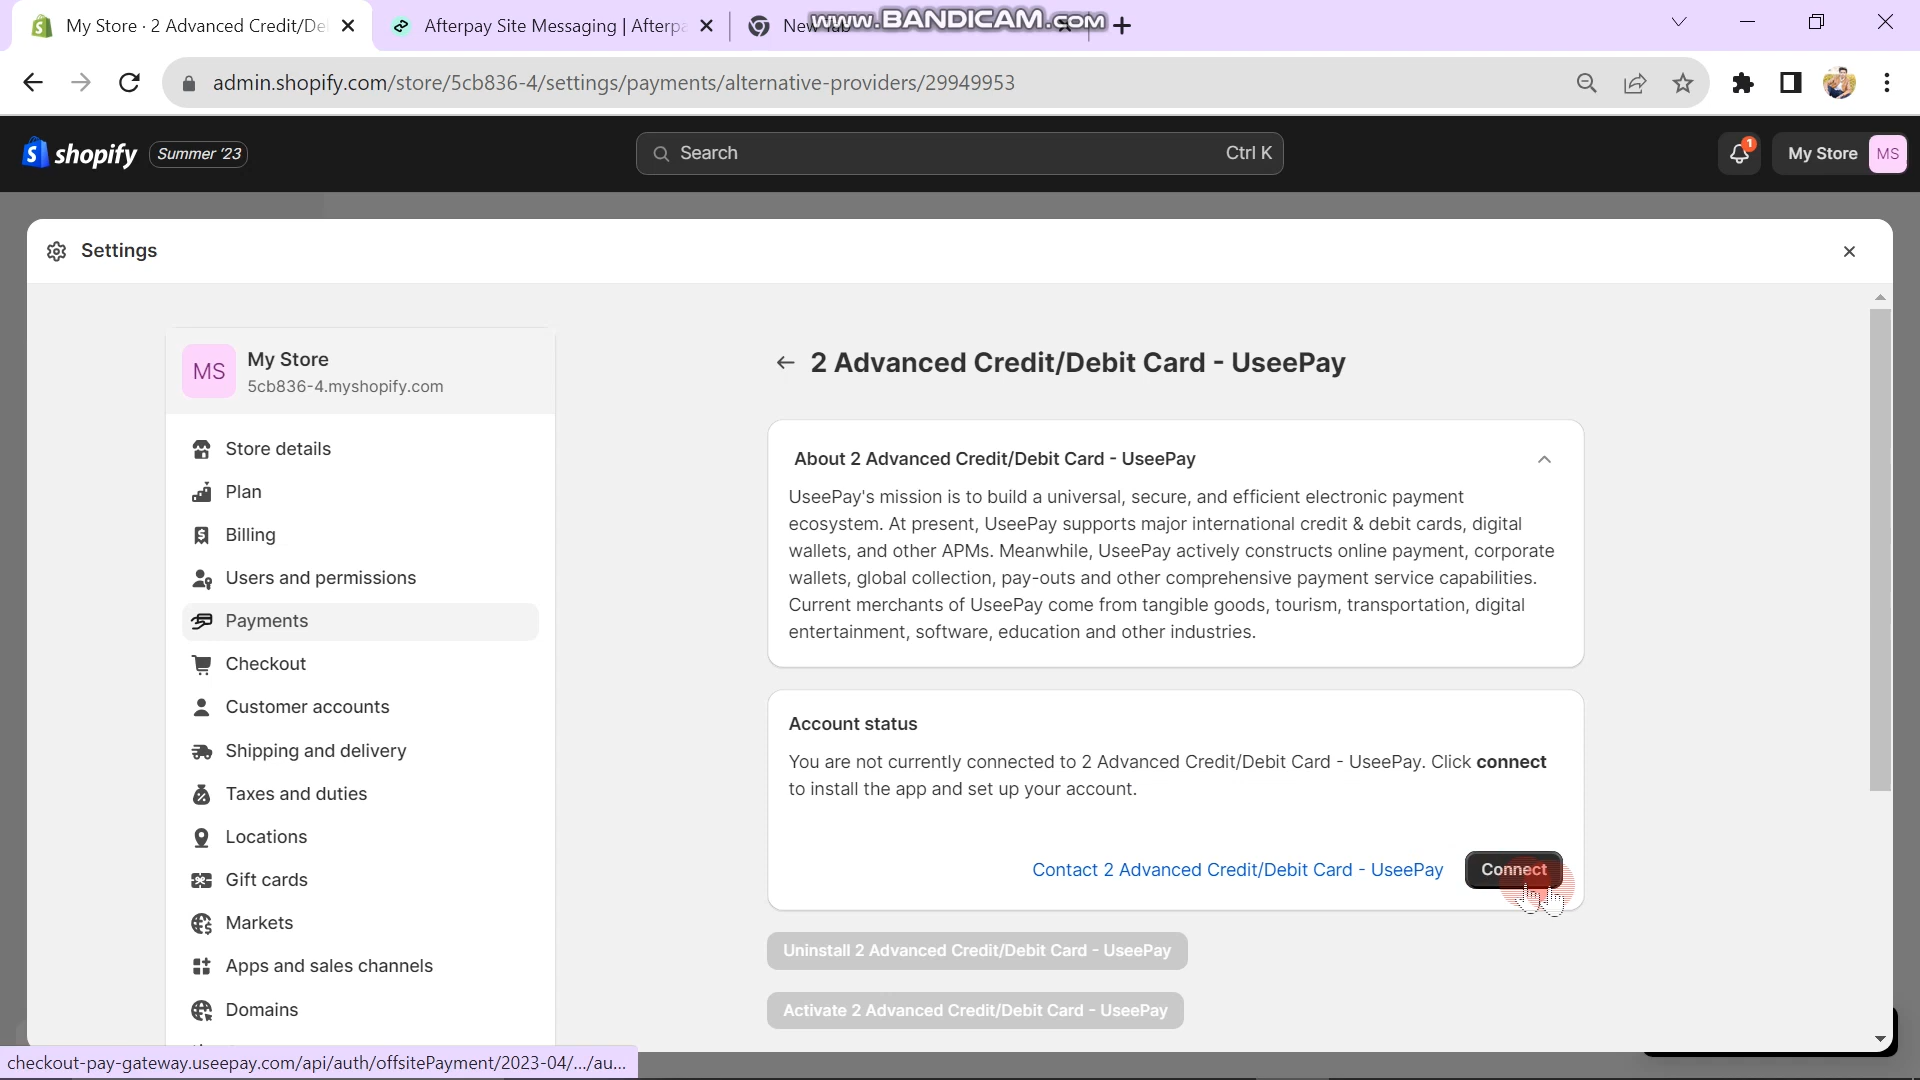 My Store · 2 Advanced Credit/De
Afterpay Site Messaging | Afterpa
New Tab
www.BANDICAM.com
admin.shopify.com/store/5cb836-4/settings/payments/alternative-providers/29949953
shopify
Summer '23
Search
Ctrl K
1
My Store
MS
Settings
MS
My Store
5cb836-4.myshopify.com
Store details
Plan
Billing
Users and permissions
Payments
Checkout
Customer accounts
Shipping and delivery
Taxes and duties
Locations
Gift cards
Markets
Apps and sales channels
Domains
2 Advanced Credit/Debit Card - UseePay
About 2 Advanced Credit/Debit Card - UseePay
UseePay's mission is to build a universal, secure, and efficient electronic payment
ecosystem. At present, UseePay supports major international credit & debit cards, digital
wallets, and other APMs. Meanwhile, UseePay actively constructs online payment, corporate
wallets, global collection, pay-outs and other comprehensive payment service capabilities.
Current merchants of UseePay come from tangible goods, tourism, transportation, digital
entertainment, software, education and other industries.
Account status
You are not currently connected to 2 Advanced Credit/Debit Card - UseePay. Click connect
to install the app and set up your account.
Contact 2 Advanced Credit/Debit Card - UseePay
Connect
Uninstall 2 Advanced Credit/Debit Card - UseePay
Activate 2 Advanced Credit/Debit Card - UseePay
checkout-pay-gateway.useepay.com/api/auth/offsitePayment/2023-04/.../au...